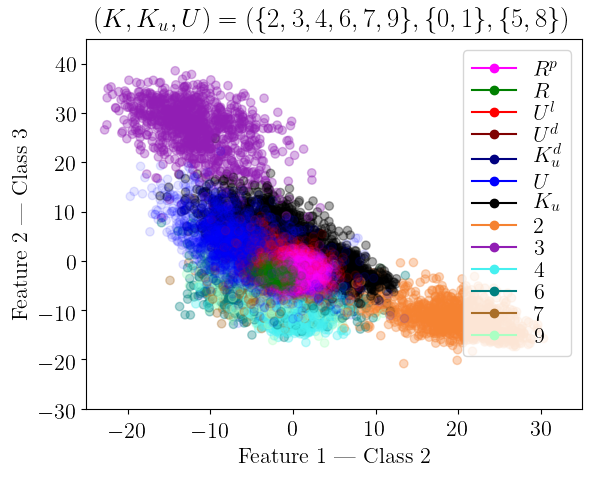 (K, K_u, U) = ({2, 3, 4, 6, 7, 9}, {0, 1}, {5, 8})
Feature 2 — Class 3
40
30
20
10
0
−10
−20
−30
−20
−10
0
10
20
30
Feature 1 — Class 2
R^p
R
U^l
U^d
K_u^d
U
K_u
2
3
4
6
7
9